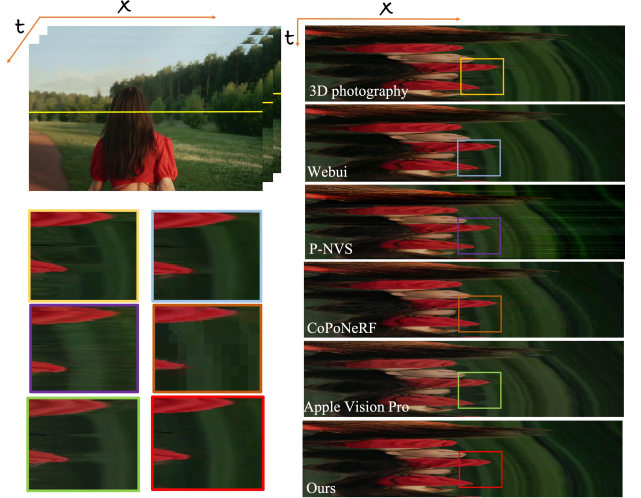 x
t
x
t
3D photography
Webui
P-NVS
CoPoNeRF
Apple Vision Pro
Ours